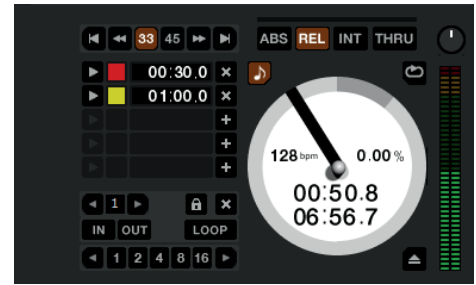 33 45 ABS REL INT THRU
00:30.0
01:00.0
128 bpm 0.00%
00:50.8
06:56.7
1
IN OUT LOOP
1 2 4 8 16